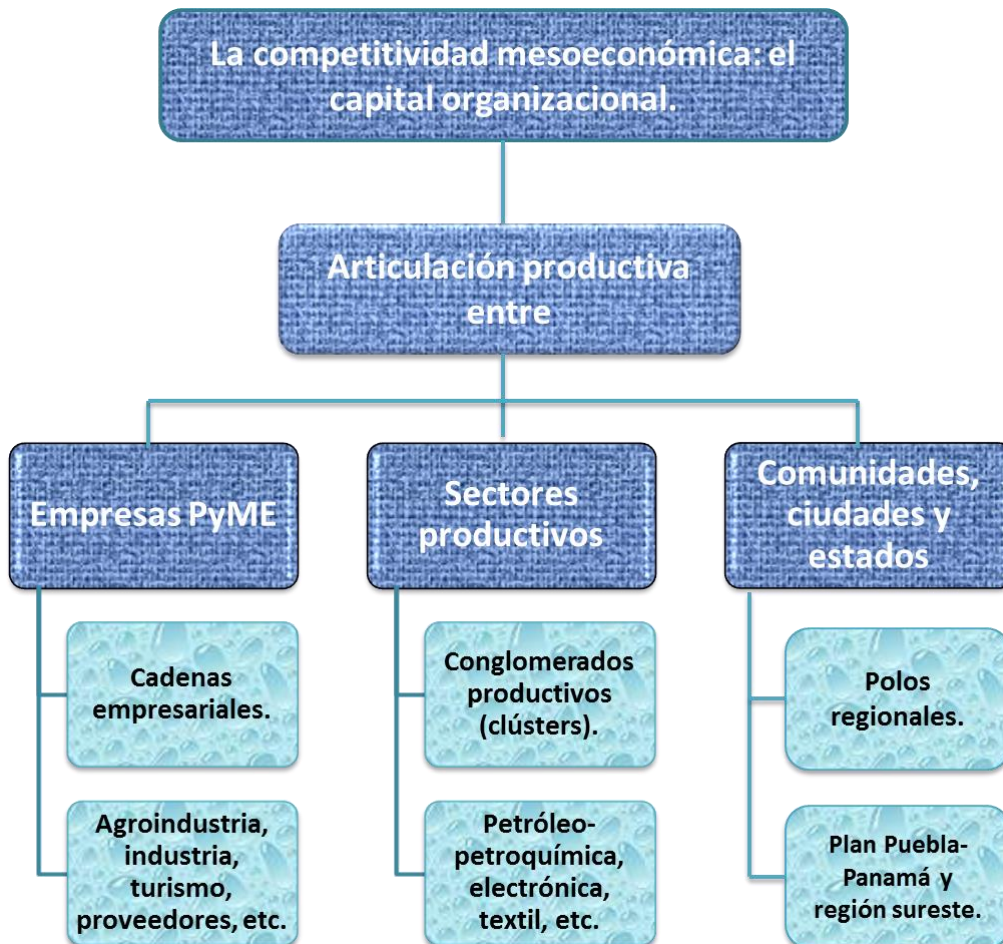 La competitividad mesoeconómica: el
capital organizacional.
Articulación productiva
entre
Empresas PyME
Sectores
productivos
Comunidades,
ciudades y
estados
Cadenas
empresariales.
Conglomerados
productivos
(clústers).
Polos
regionales.
Agroindustria,
industria,
turismo,
proveedores, etc.
Petróleo-
petroquímica,
electrónica,
textil, etc.
Plan Puebla-
Panamá y
región sureste.